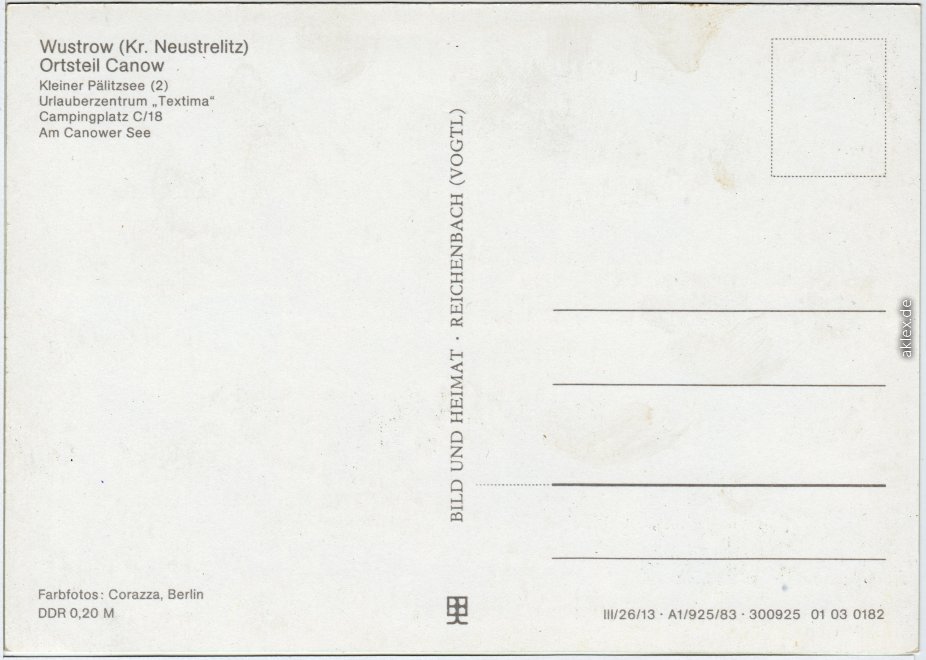 Wustrow (Kr. Neustrelitz)
Ortsteil Canow
Kleiner Pälitzsee (2)
Urlauberzentrum „Textima“
Campingplatz C/18
Am Canower See
BILD UND HEIMAT · REICHENBACH (VOGTL)
Farbfotos: Corazza, Berlin
DDR 0,20 M
III/26/13 · A1/925/83 · 300925 01 03 0182
aklex.de